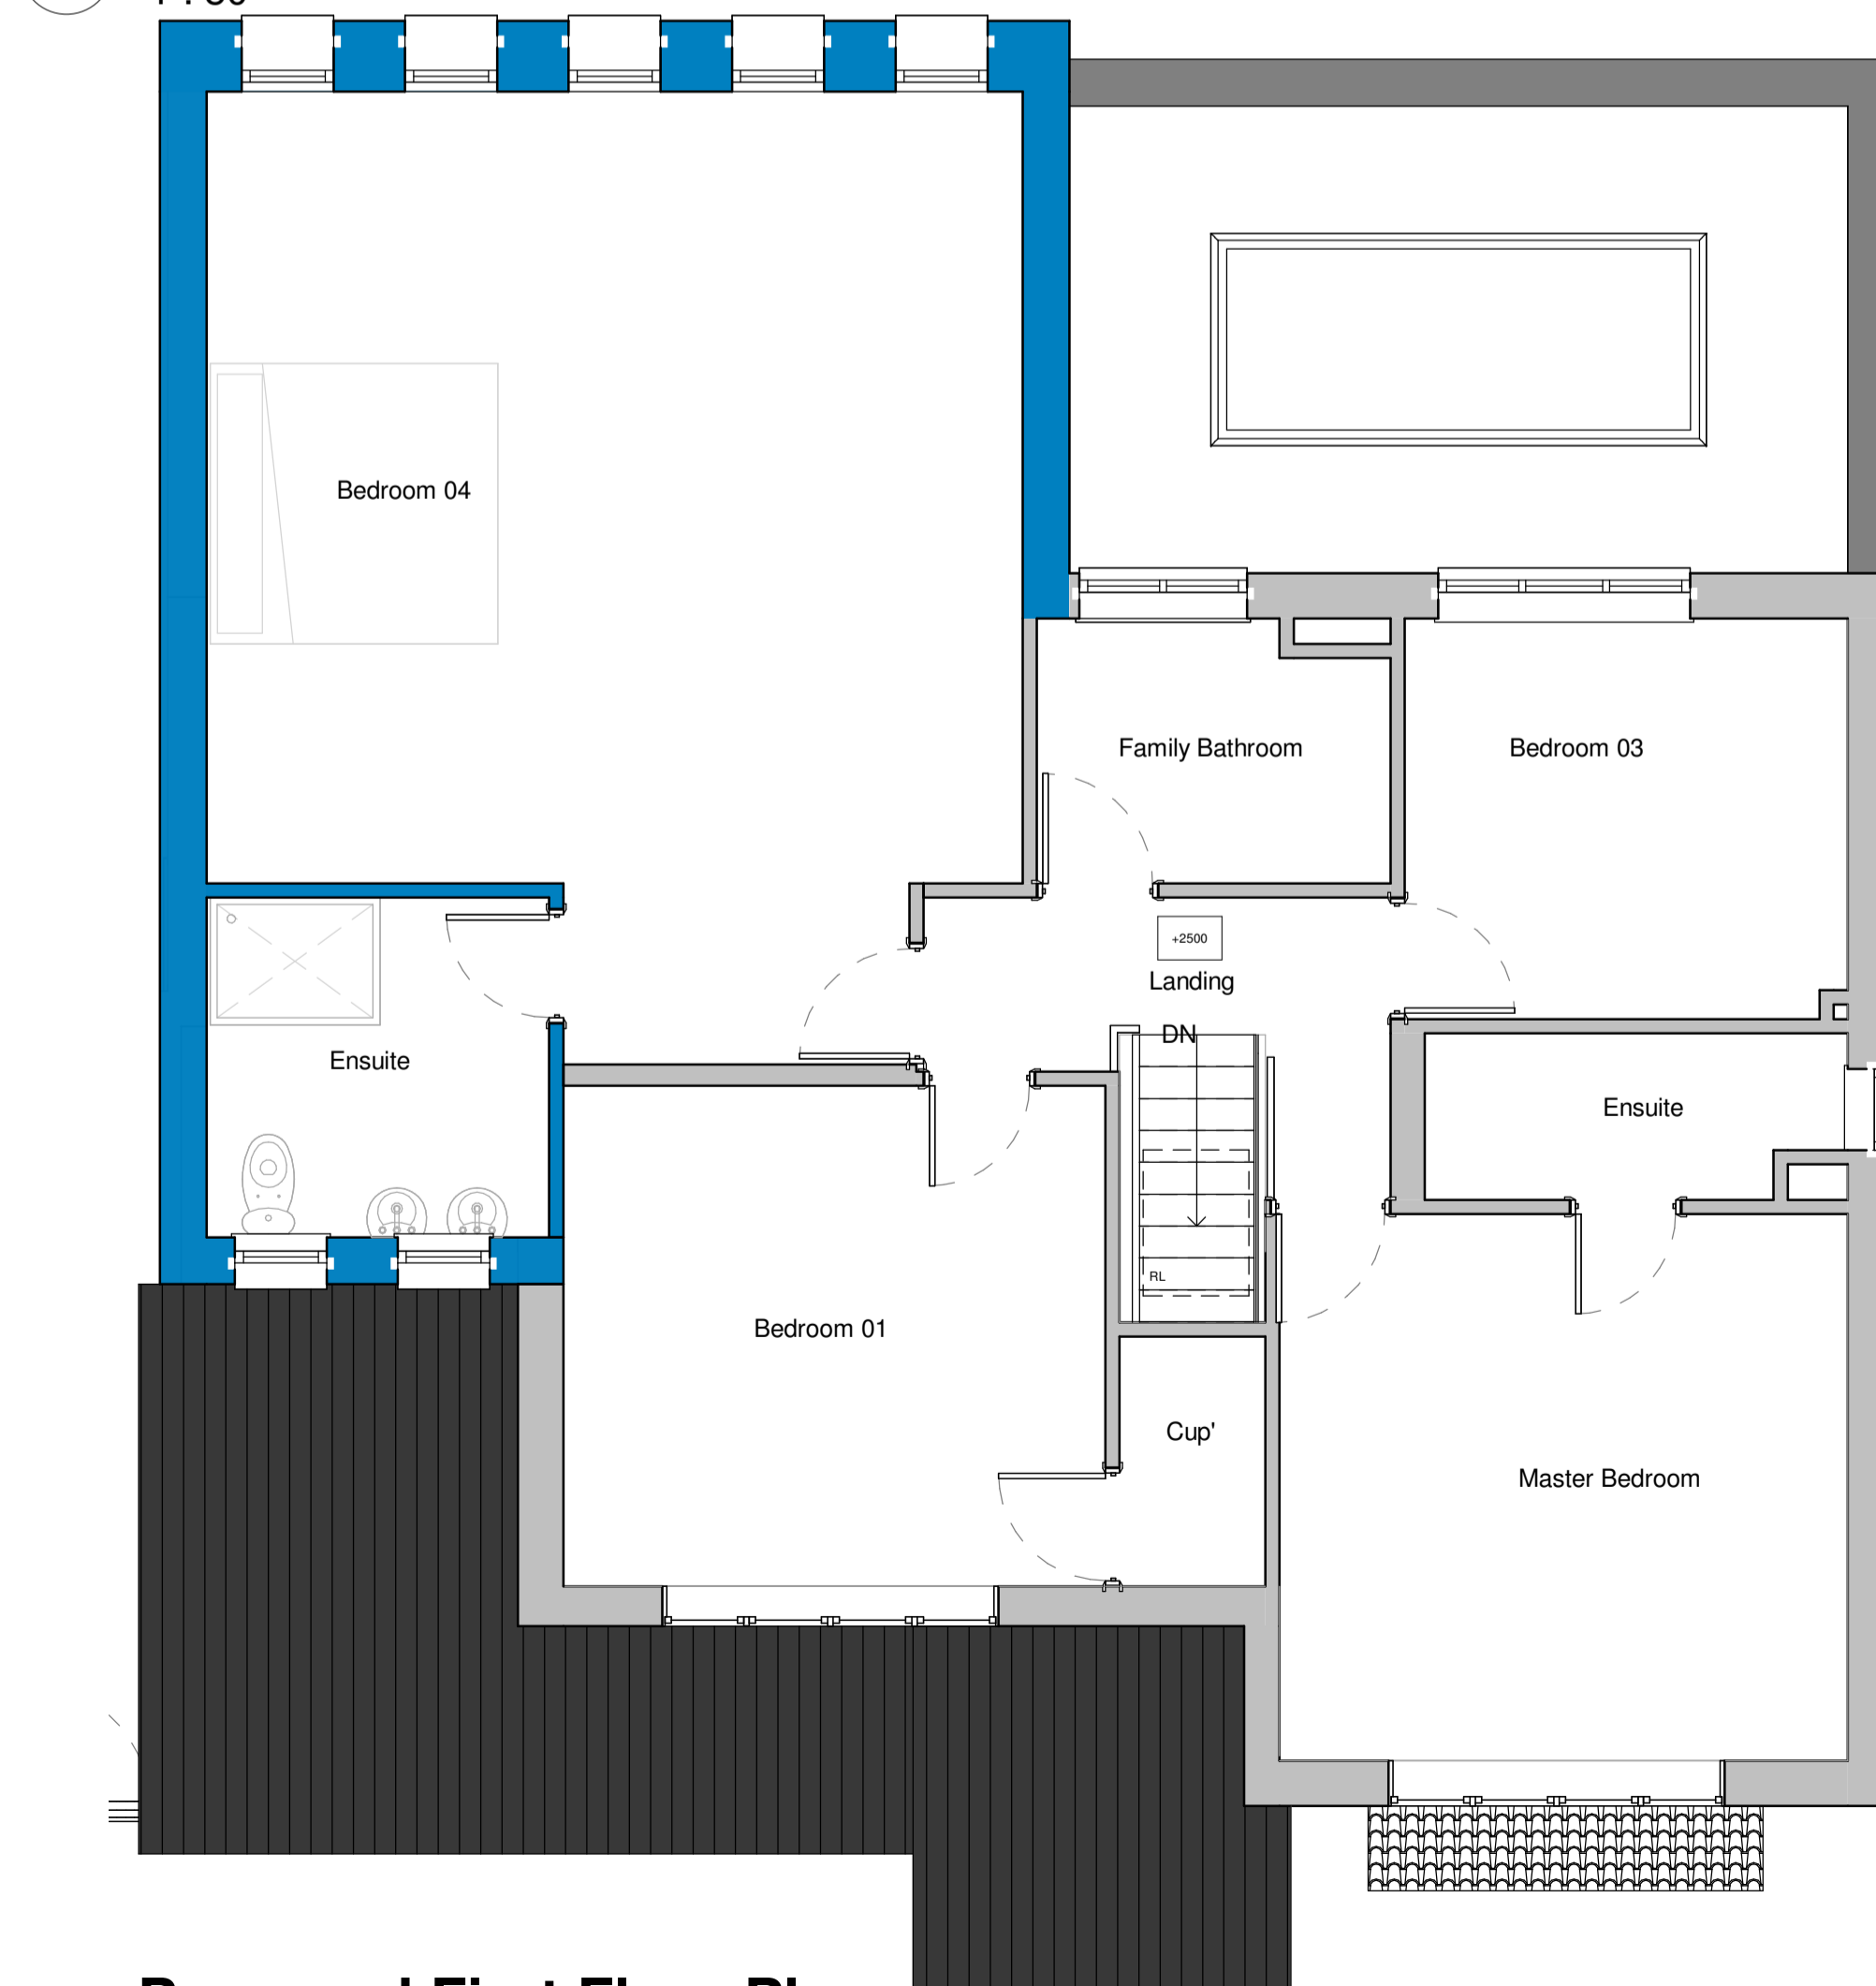 Bedroom 04
Family Bathroom
Bedroom 03
+2500
Landing
DN
Ensuite
Ensuite
RL
Bedroom 01
Cup'
Master Bedroom